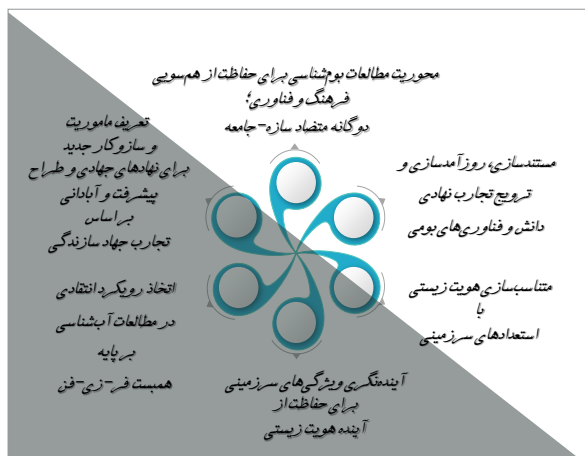 محوریت مطالعات بوم‌شناسی برای حفاظت از هم‌سویی
فرهنگ و فناوری؛
دوگانه متضاد سازه-جامعه
مستندسازی، روزآمدسازی و
ترویج تجارب نهادی
دانش و فناوری‌های بومی
متناسب‌سازی هویت زیستی
با
استعدادهای سرزمینی
آینده‌نگری ویژگی‌های سرزمینی
برای حفاظت از
آینده هویت زیستی
اتخاذ رویکرد انتقادی
در مطالعات آب‌شناسی
بر پایه
همبست فر-زی-فن
تعریف ماموریت
و سازوکار جدید
برای نهادهای جهادی و طراح
پیشرفت و آبادانی
بر اساس
تجارب جهاد سازندگی